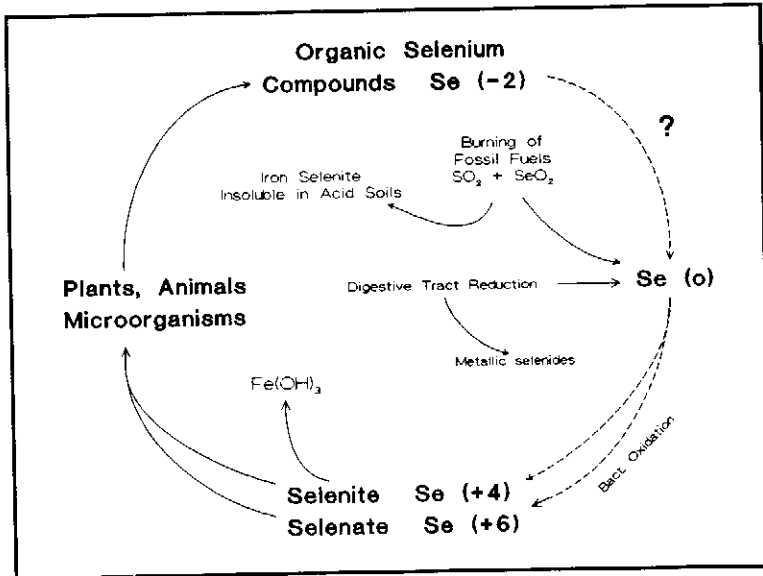 Organic Selenium
Compounds Se (-2)
?
Burning of
Fossil Fuels
SO₂ + SeO₂
Iron Selenite
Insoluble in Acid Soils
Plants, Animals
Microorganisms
Digestive Tract Reduction
Se (o)
Metallic selenides
Fe(OH)₃
Bact Oxidation
Selenite Se (+4)
Selenate Se (+6)